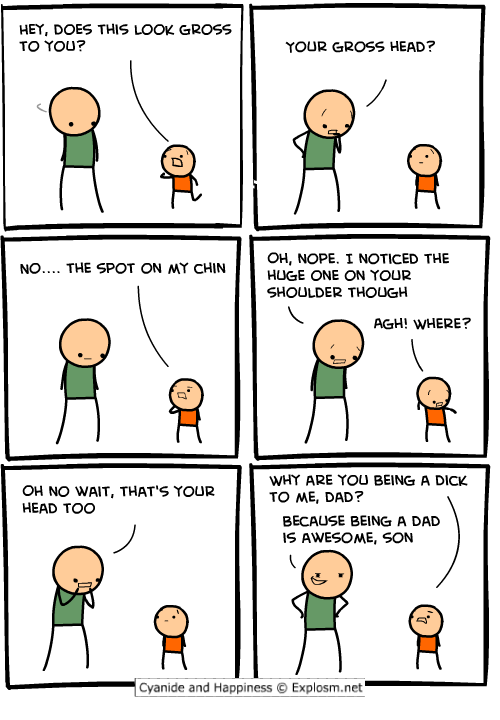 HEY, DOES THIS LOOK GROSS
TO YOU?
YOUR GROSS HEAD?
NO.... THE SPOT ON MY CHIN
OH, NOPE. I NOTICED THE
HUGE ONE ON YOUR
SHOULDER THOUGH
AGH! WHERE?
OH NO WAIT, THAT'S YOUR
HEAD TOO
WHY ARE YOU BEING A DICK
TO ME, DAD?
BECAUSE BEING A DAD
IS AWESOME, SON
Cyanide and Happiness © Explosm.net